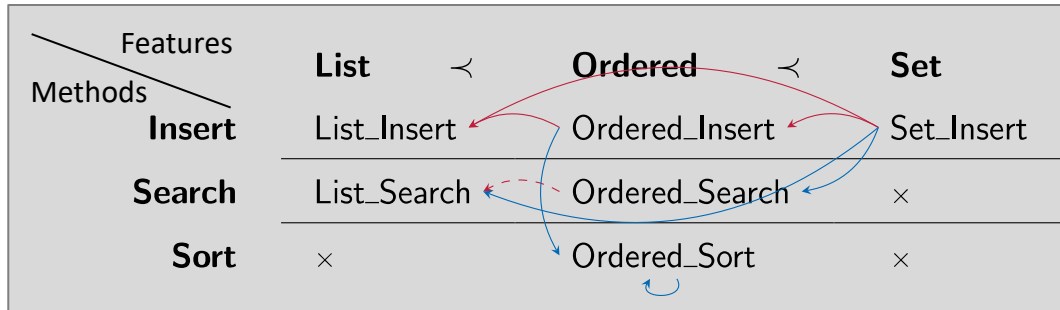 Features
Methods
List ≺ Ordered ≺ Set
Insert List_Insert Ordered_Insert Set_Insert
Search List_Search Ordered_Search ×
Sort × Ordered_Sort ×